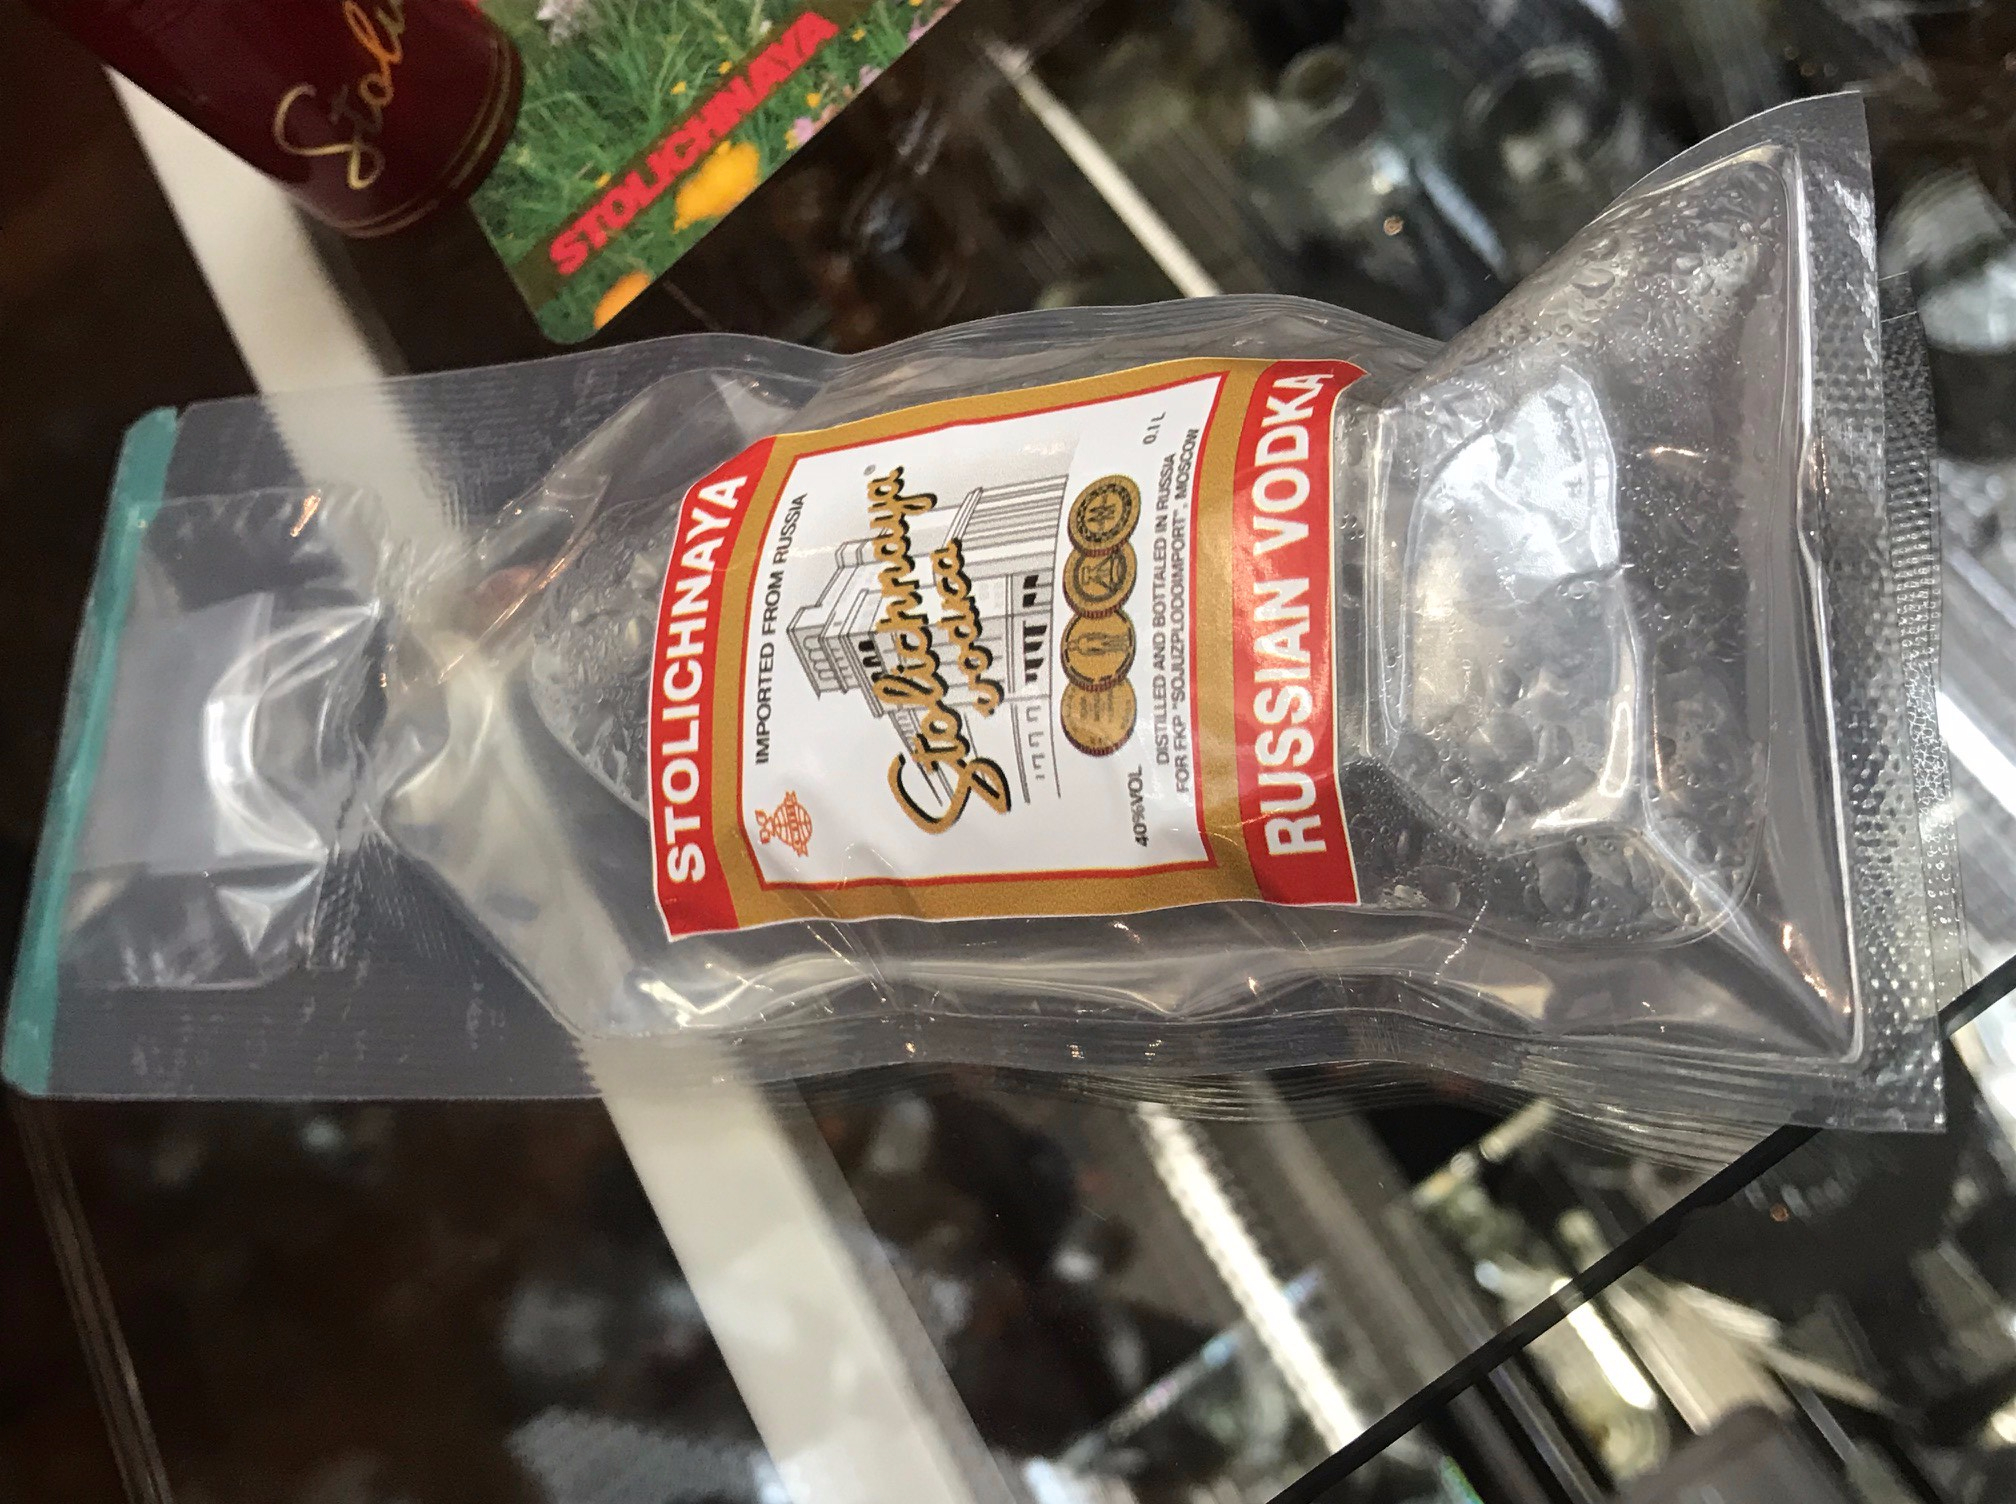 Stoli
STOLICHNAYA
STOLICHNAYA
IMPORTED FROM RUSSIA
Stolichnaya®
vodka
40%VOL 0.1 L
DISTILLED AND BOTTALED IN RUSSIA
FOR FKP "SOJUZPLODOIMPORT", MOSCOW
RUSSIAN VODKA